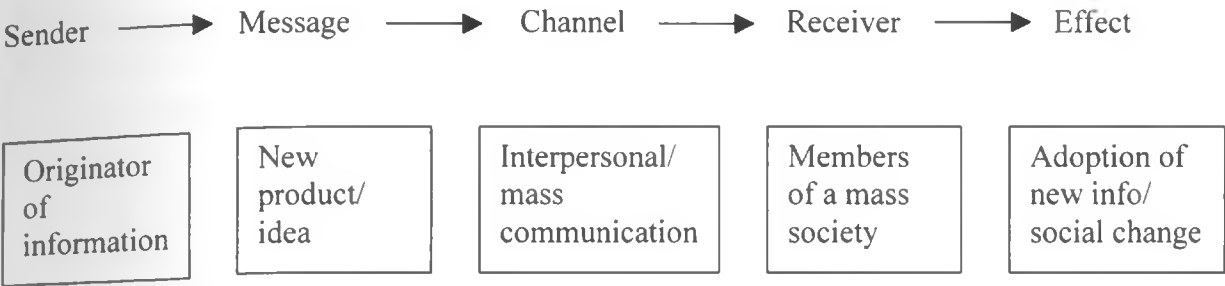 Sender Message Channel Receiver Effect
Originator
of
information
New
product/
idea
Interpersonal/
mass
communication
Members
of a mass
society
Adoption of
new info/
social change